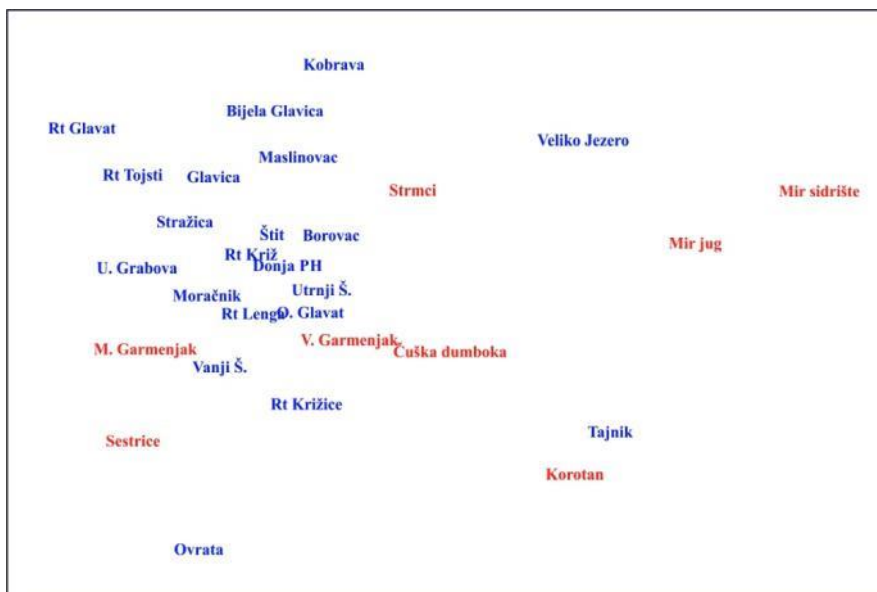 Kobrava
Bijela Glavica
Rt Glavat
Veliko Jezero
Maslinovac
Rt Tojsti
Glavica
Strmci
Mir sidrište
Stražica
Štit
Borovac
Mir jug
Rt Križ
Donja PH
U. Grabova
Utrnji Š.
Moračnik
Rt Lenga
O. Glavat
V. Garmenjak
M. Garmenjak
Ćuška dumboka
Vanji Š.
Rt Križice
Tajnik
Sestrice
Korotan
Ovrata